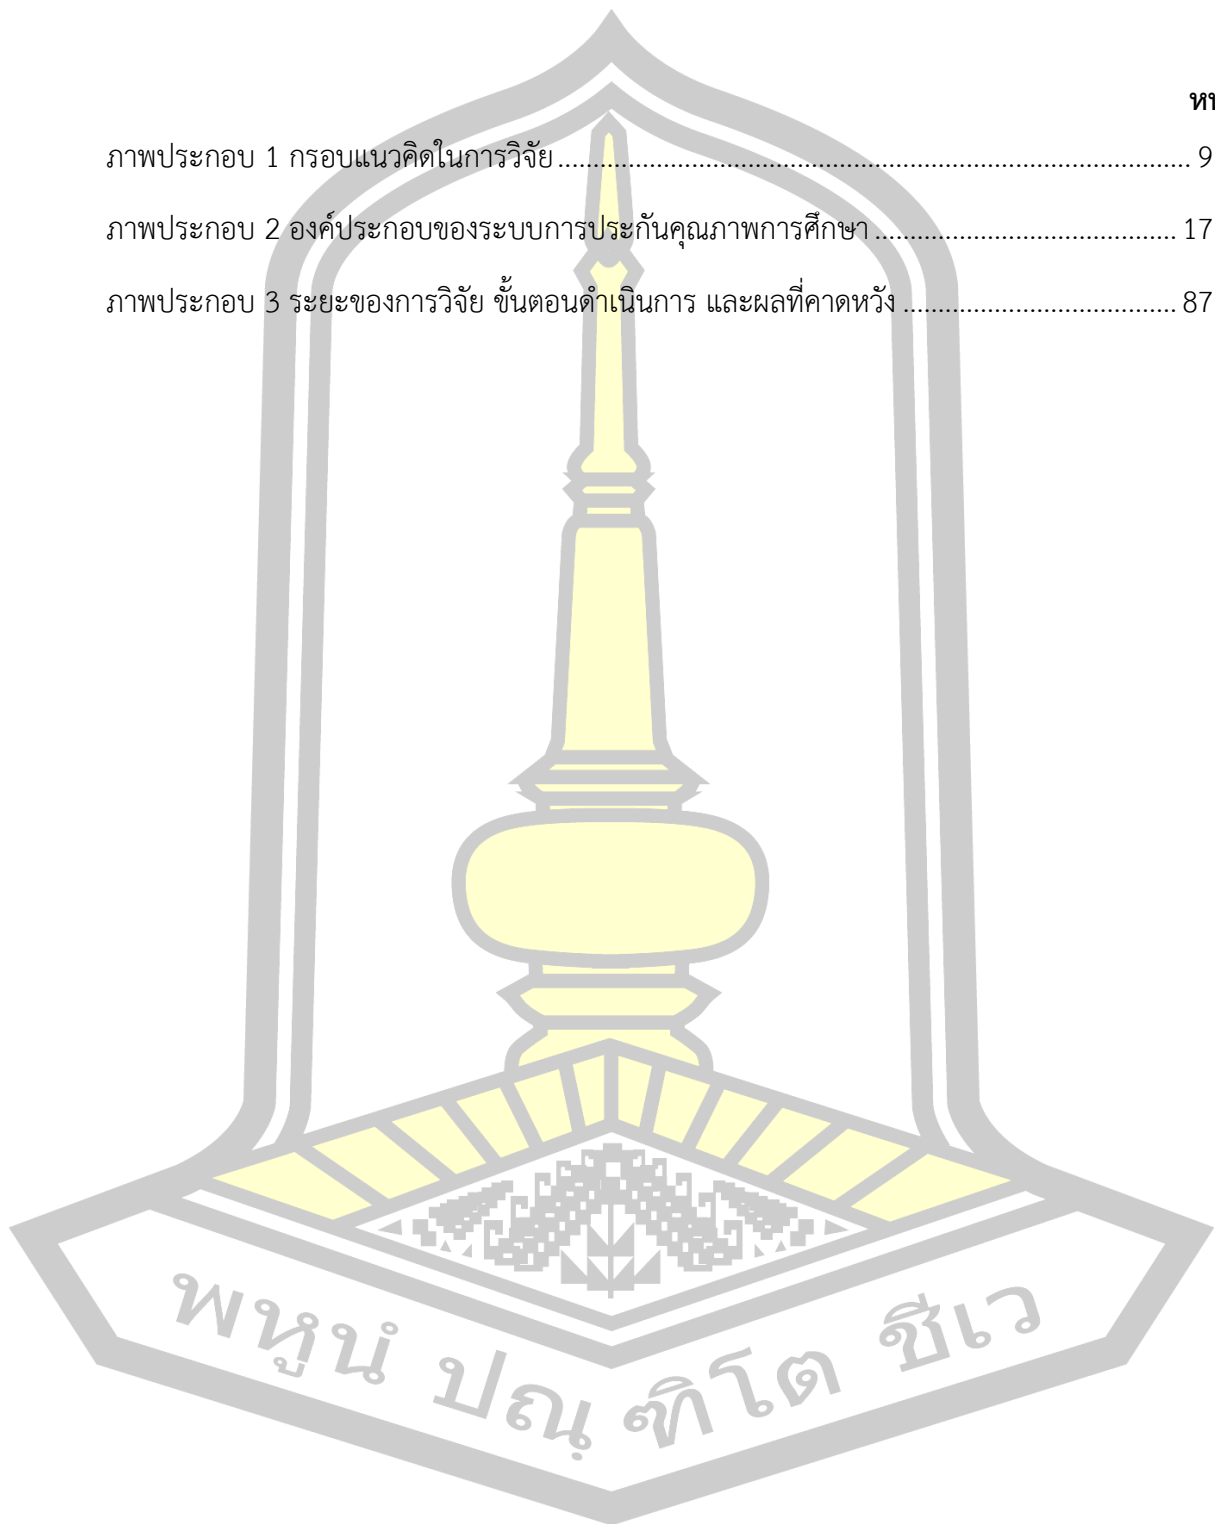 ภาพประกอบ 1 กรอบแนวคิดในการวิจัย ........................................................................................... 9
ภาพประกอบ 2 องค์ประกอบของระบบการประกันคุณภาพการศึกษา ........................................... 17
ภาพประกอบ 3 ระยะของการวิจัย ขั้นตอนดำเนินการ และผลที่คาดหวัง ....................................... 87
พหูนํ ปณฺฑิโต ชีเว